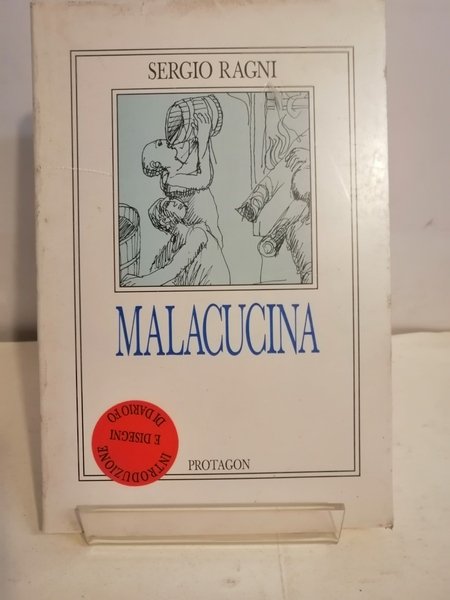 SERGIO RAGNI
MALACUCINA
INTRODUZIONE
E DISEGNI
DI DARIO FO
PROTAGON